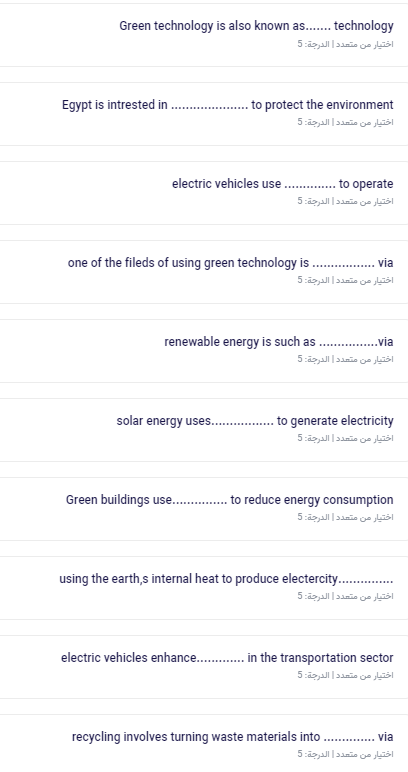 Green technology is also known as....... technology
اختيار من متعدد | الدرجة: 5
Egypt is intrested in ..................... to protect the environment
اختيار من متعدد | الدرجة: 5
electric vehicles use .............. to operate
اختيار من متعدد | الدرجة: 5
one of the fileds of using green technology is ................. via
اختيار من متعدد | الدرجة: 5
renewable energy is such as ................via
اختيار من متعدد | الدرجة: 5
solar energy uses................. to generate electricity
اختيار من متعدد | الدرجة: 5
Green buildings use............... to reduce energy consumption
اختيار من متعدد | الدرجة: 5
using the earth,s internal heat to produce electercity...............
اختيار من متعدد | الدرجة: 5
electric vehicles enhance............. in the transportation sector
اختيار من متعدد | الدرجة: 5
recycling involves turning waste materials into .............. via
اختيار من متعدد | الدرجة: 5